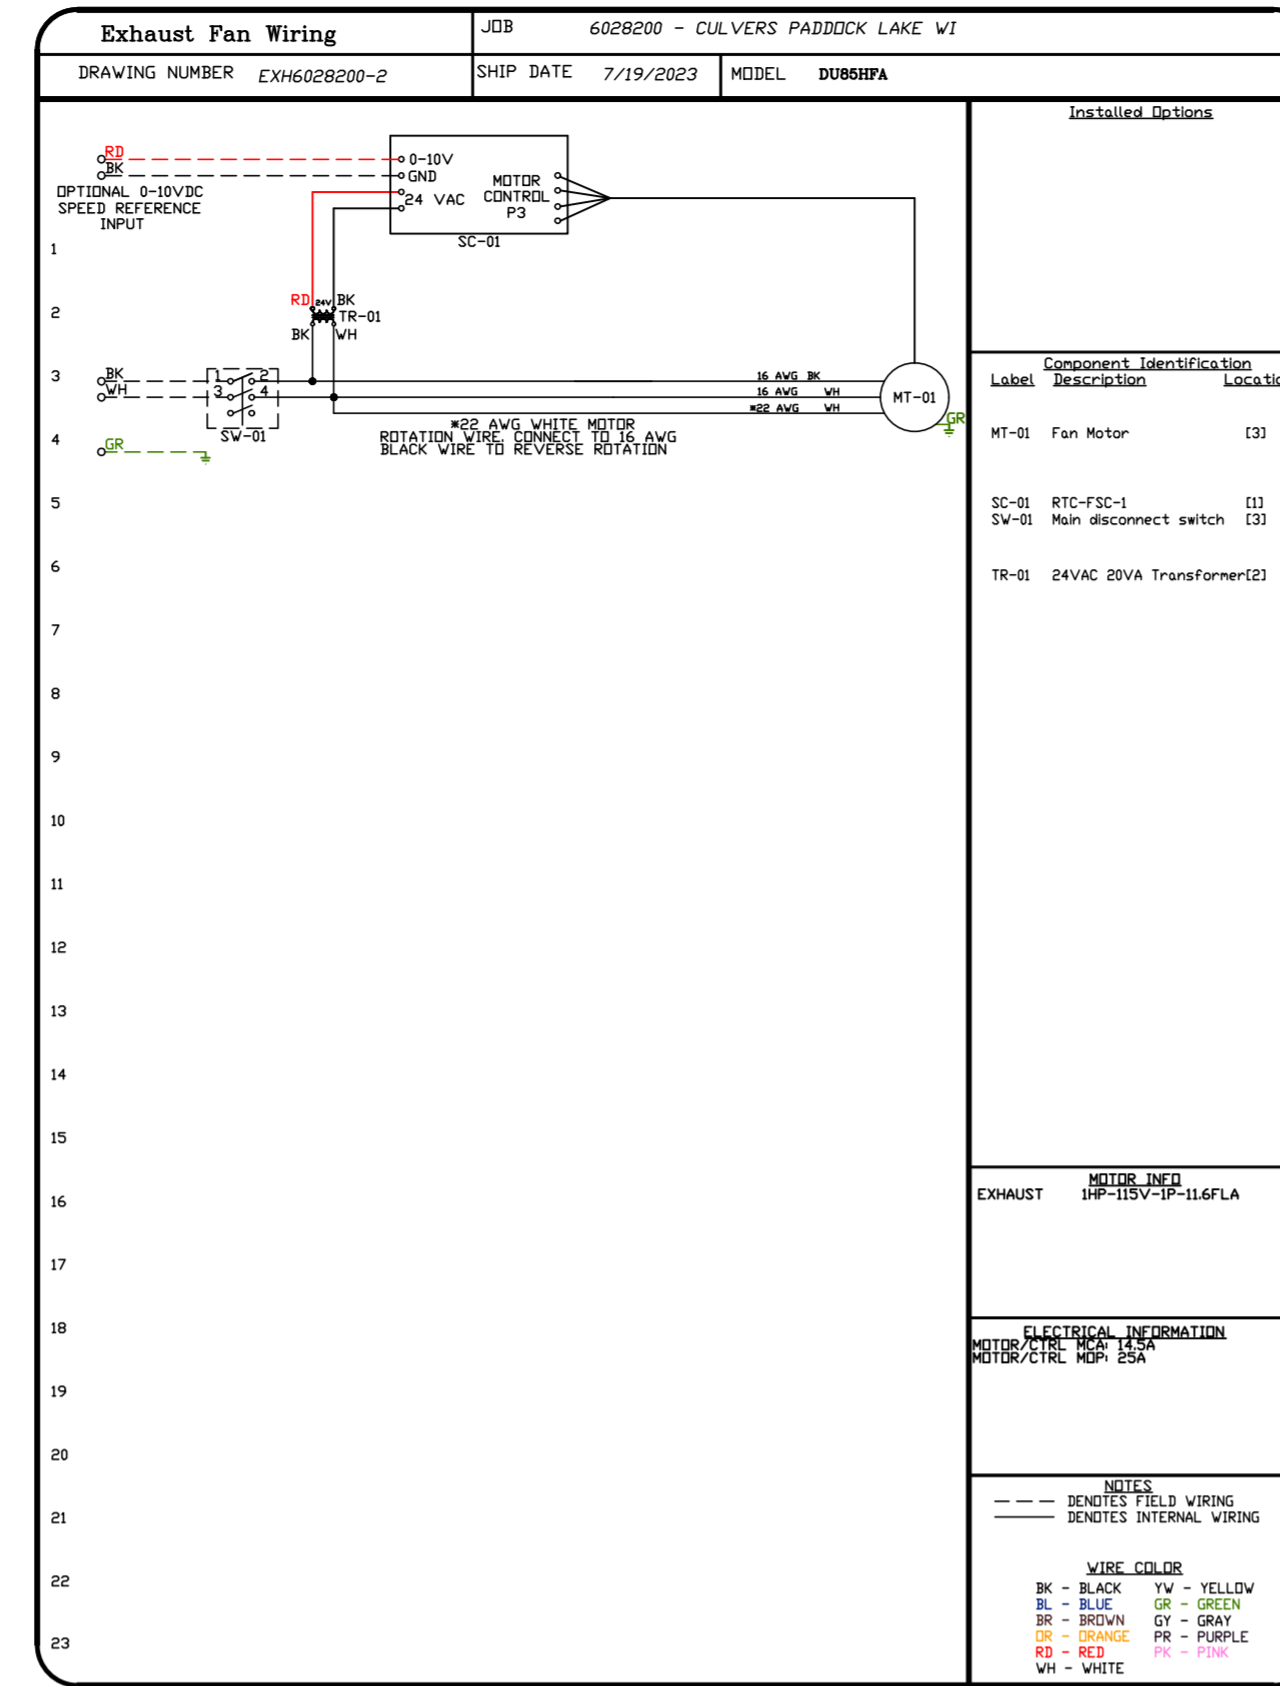 Exhaust Fan Wiring
JOB 6028200 - CULVERS PADDOCK LAKE WI
DRAWING NUMBER EXH6028200-2
SHIP DATE 7/19/2023
MODEL DU85HFA
Installed Options
RD
BK
OPTIONAL 0-10VDC
SPEED REFERENCE
INPUT
0-10V
GND
24 VAC
MOTOR
CONTROL
P3
SC-01
RD 24V BK
TR-01
BK WH
BK
WH
1 2
3 4
SW-01
GR
16 AWG BK
16 AWG WH
*22 AWG WH
MT-01
GR
*22 AWG WHITE MOTOR
ROTATION WIRE. CONNECT TO 16 AWG
BLACK WIRE TO REVERSE ROTATION
1
2
3
4
5
6
7
8
9
10
11
12
13
14
15
16
17
18
19
20
21
22
23
Component Identification
Label Description Locatio
MT-01 Fan Motor [3]
SC-01 RTC-FSC-1 [1]
SW-01 Main disconnect switch [3]
TR-01 24VAC 20VA Transformer[2]
MOTOR INFO
EXHAUST 1HP-115V-1P-11.6FLA
ELECTRICAL INFORMATION
MOTOR/CTRL MCA: 14.5A
MOTOR/CTRL MOP: 25A
NOTES
DENOTES FIELD WIRING
DENOTES INTERNAL WIRING
WIRE COLOR
BK - BLACK YW - YELLOW
BL - BLUE GR - GREEN
BR - BROWN GY - GRAY
OR - ORANGE PR - PURPLE
RD - RED PK - PINK
WH - WHITE